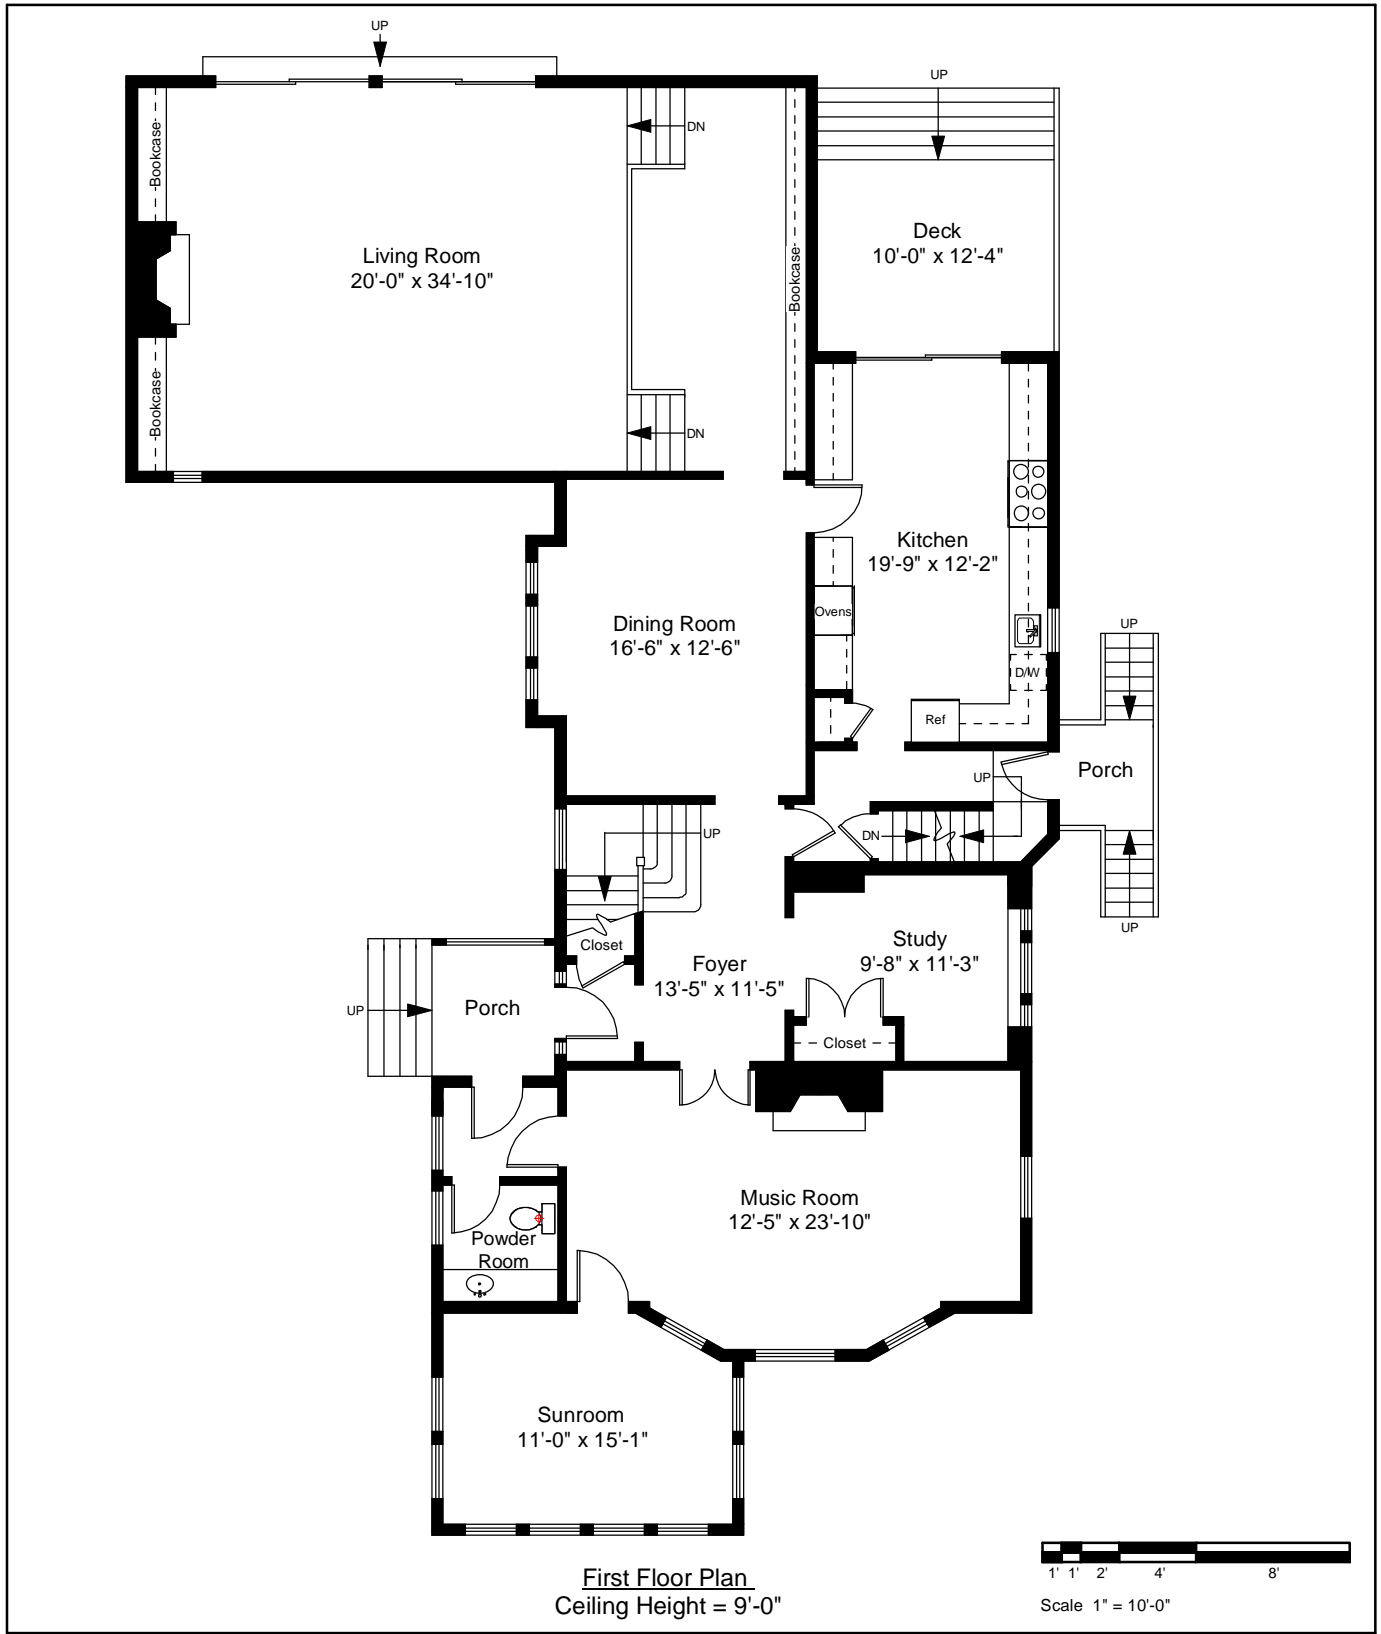 UP
UP
DN
Bookcase
Deck
10'-0" x 12'-4"
Living Room
20'-0" x 34'-10"
Bookcase
Bookcase
DN
Kitchen
19'-9" x 12'-2"
Ovens
Dining Room
16'-6" x 12'-6"
UP
D/W
Ref
Porch
UP
UP
DN
UP
Closet
Study
9'-8" x 11'-3"
Foyer
13'-5" x 11'-5"
Porch
UP
Closet
Music Room
12'-5" x 23'-10"
Powder
Room
Sunroom
11'-0" x 15'-1"
First Floor Plan
Ceiling Height = 9'-0"
1' 1' 2' 4' 8'
Scale 1" = 10'-0"